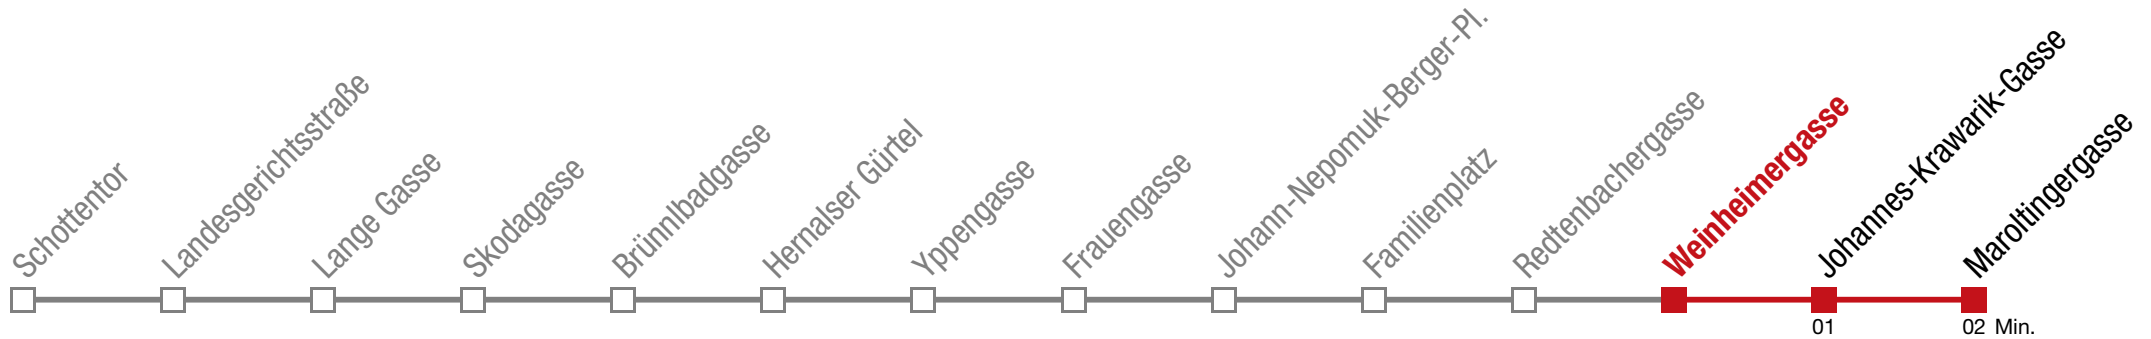 Schottentor
Landesgerichtsstraße
Lange Gasse
Skodagasse
Brünnlbadgasse
Hernalser Gürtel
Yppengasse
Frauengasse
Johann-Nepomuk-Berger-Pl.
Familienplatz
Redtenbachergasse
Weinheimergasse
Johannes-Krawarik-Gasse
Maroltingergasse
01
02 Min.